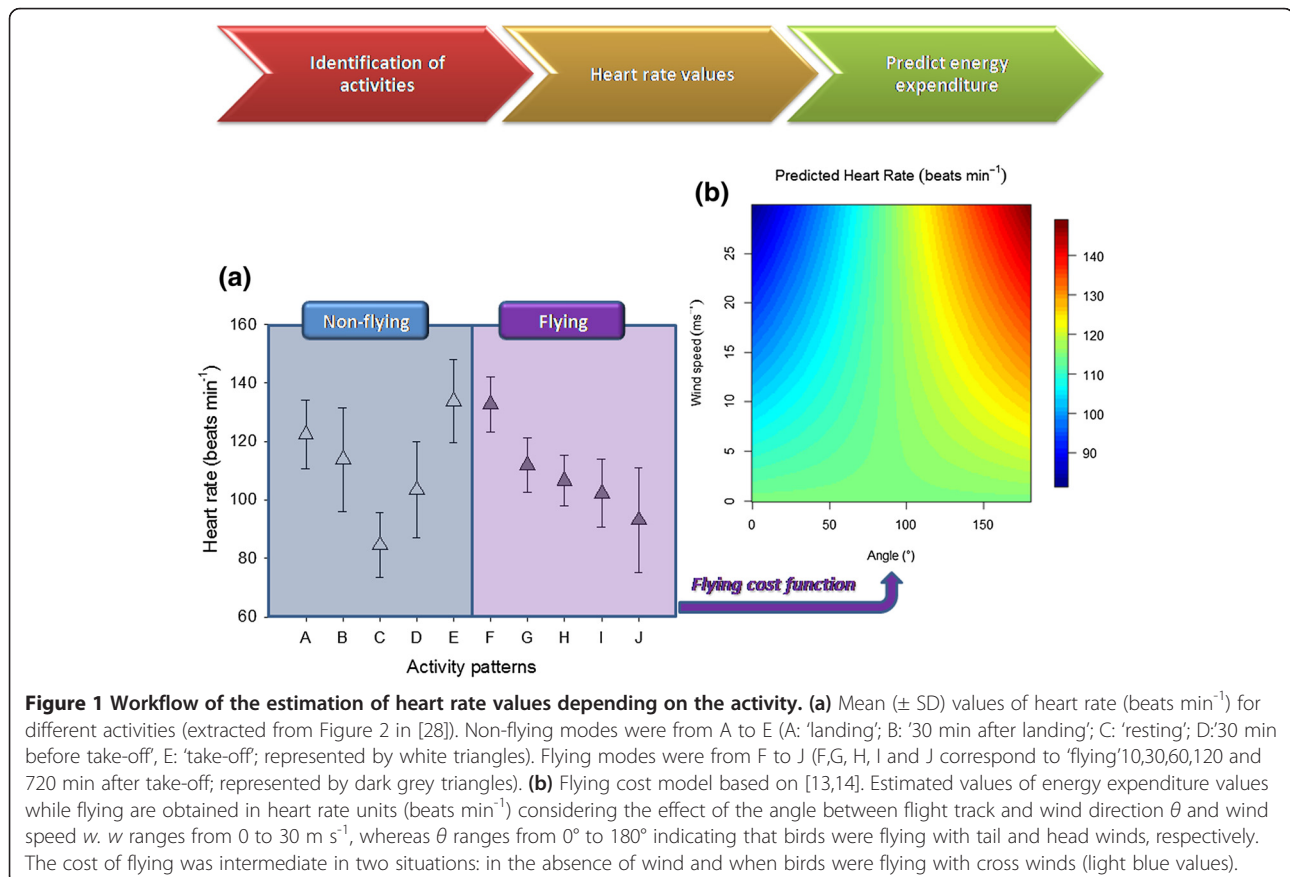 Identification of
activities
Heart rate values
Predict energy
expenditure
(b)
Predicted Heart Rate (beats min⁻¹)
Wind speed (ms⁻¹)
25
20
15
10
5
0
0
50
100
150
Angle (°)
140
130
120
110
100
90
(a)
Non-flying
Flying
Heart rate (beats min⁻¹)
160
140
120
100
80
60
A
B
C
D
E
F
G
H
I
J
Activity patterns
Flying cost function
Figure 1 Workflow of the estimation of heart rate values depending on the activity. (a) Mean (± SD) values of heart rate (beats min⁻¹) for
different activities (extracted from Figure 2 in [28]). Non-flying modes were from A to E (A: ‘landing’; B: ’30 min after landing’; C: ‘resting’; D:’30 min
before take-off’, E: ‘take-off’; represented by white triangles). Flying modes were from F to J (F,G, H, I and J correspond to ‘flying’10,30,60,120 and
720 min after take-off; represented by dark grey triangles). (b) Flying cost model based on [13,14]. Estimated values of energy expenditure values
while flying are obtained in heart rate units (beats min⁻¹) considering the effect of the angle between flight track and wind direction θ and wind
speed w. w ranges from 0 to 30 m s⁻¹, whereas θ ranges from 0° to 180° indicating that birds were flying with tail and head winds, respectively.
The cost of flying was intermediate in two situations: in the absence of wind and when birds were flying with cross winds (light blue values).